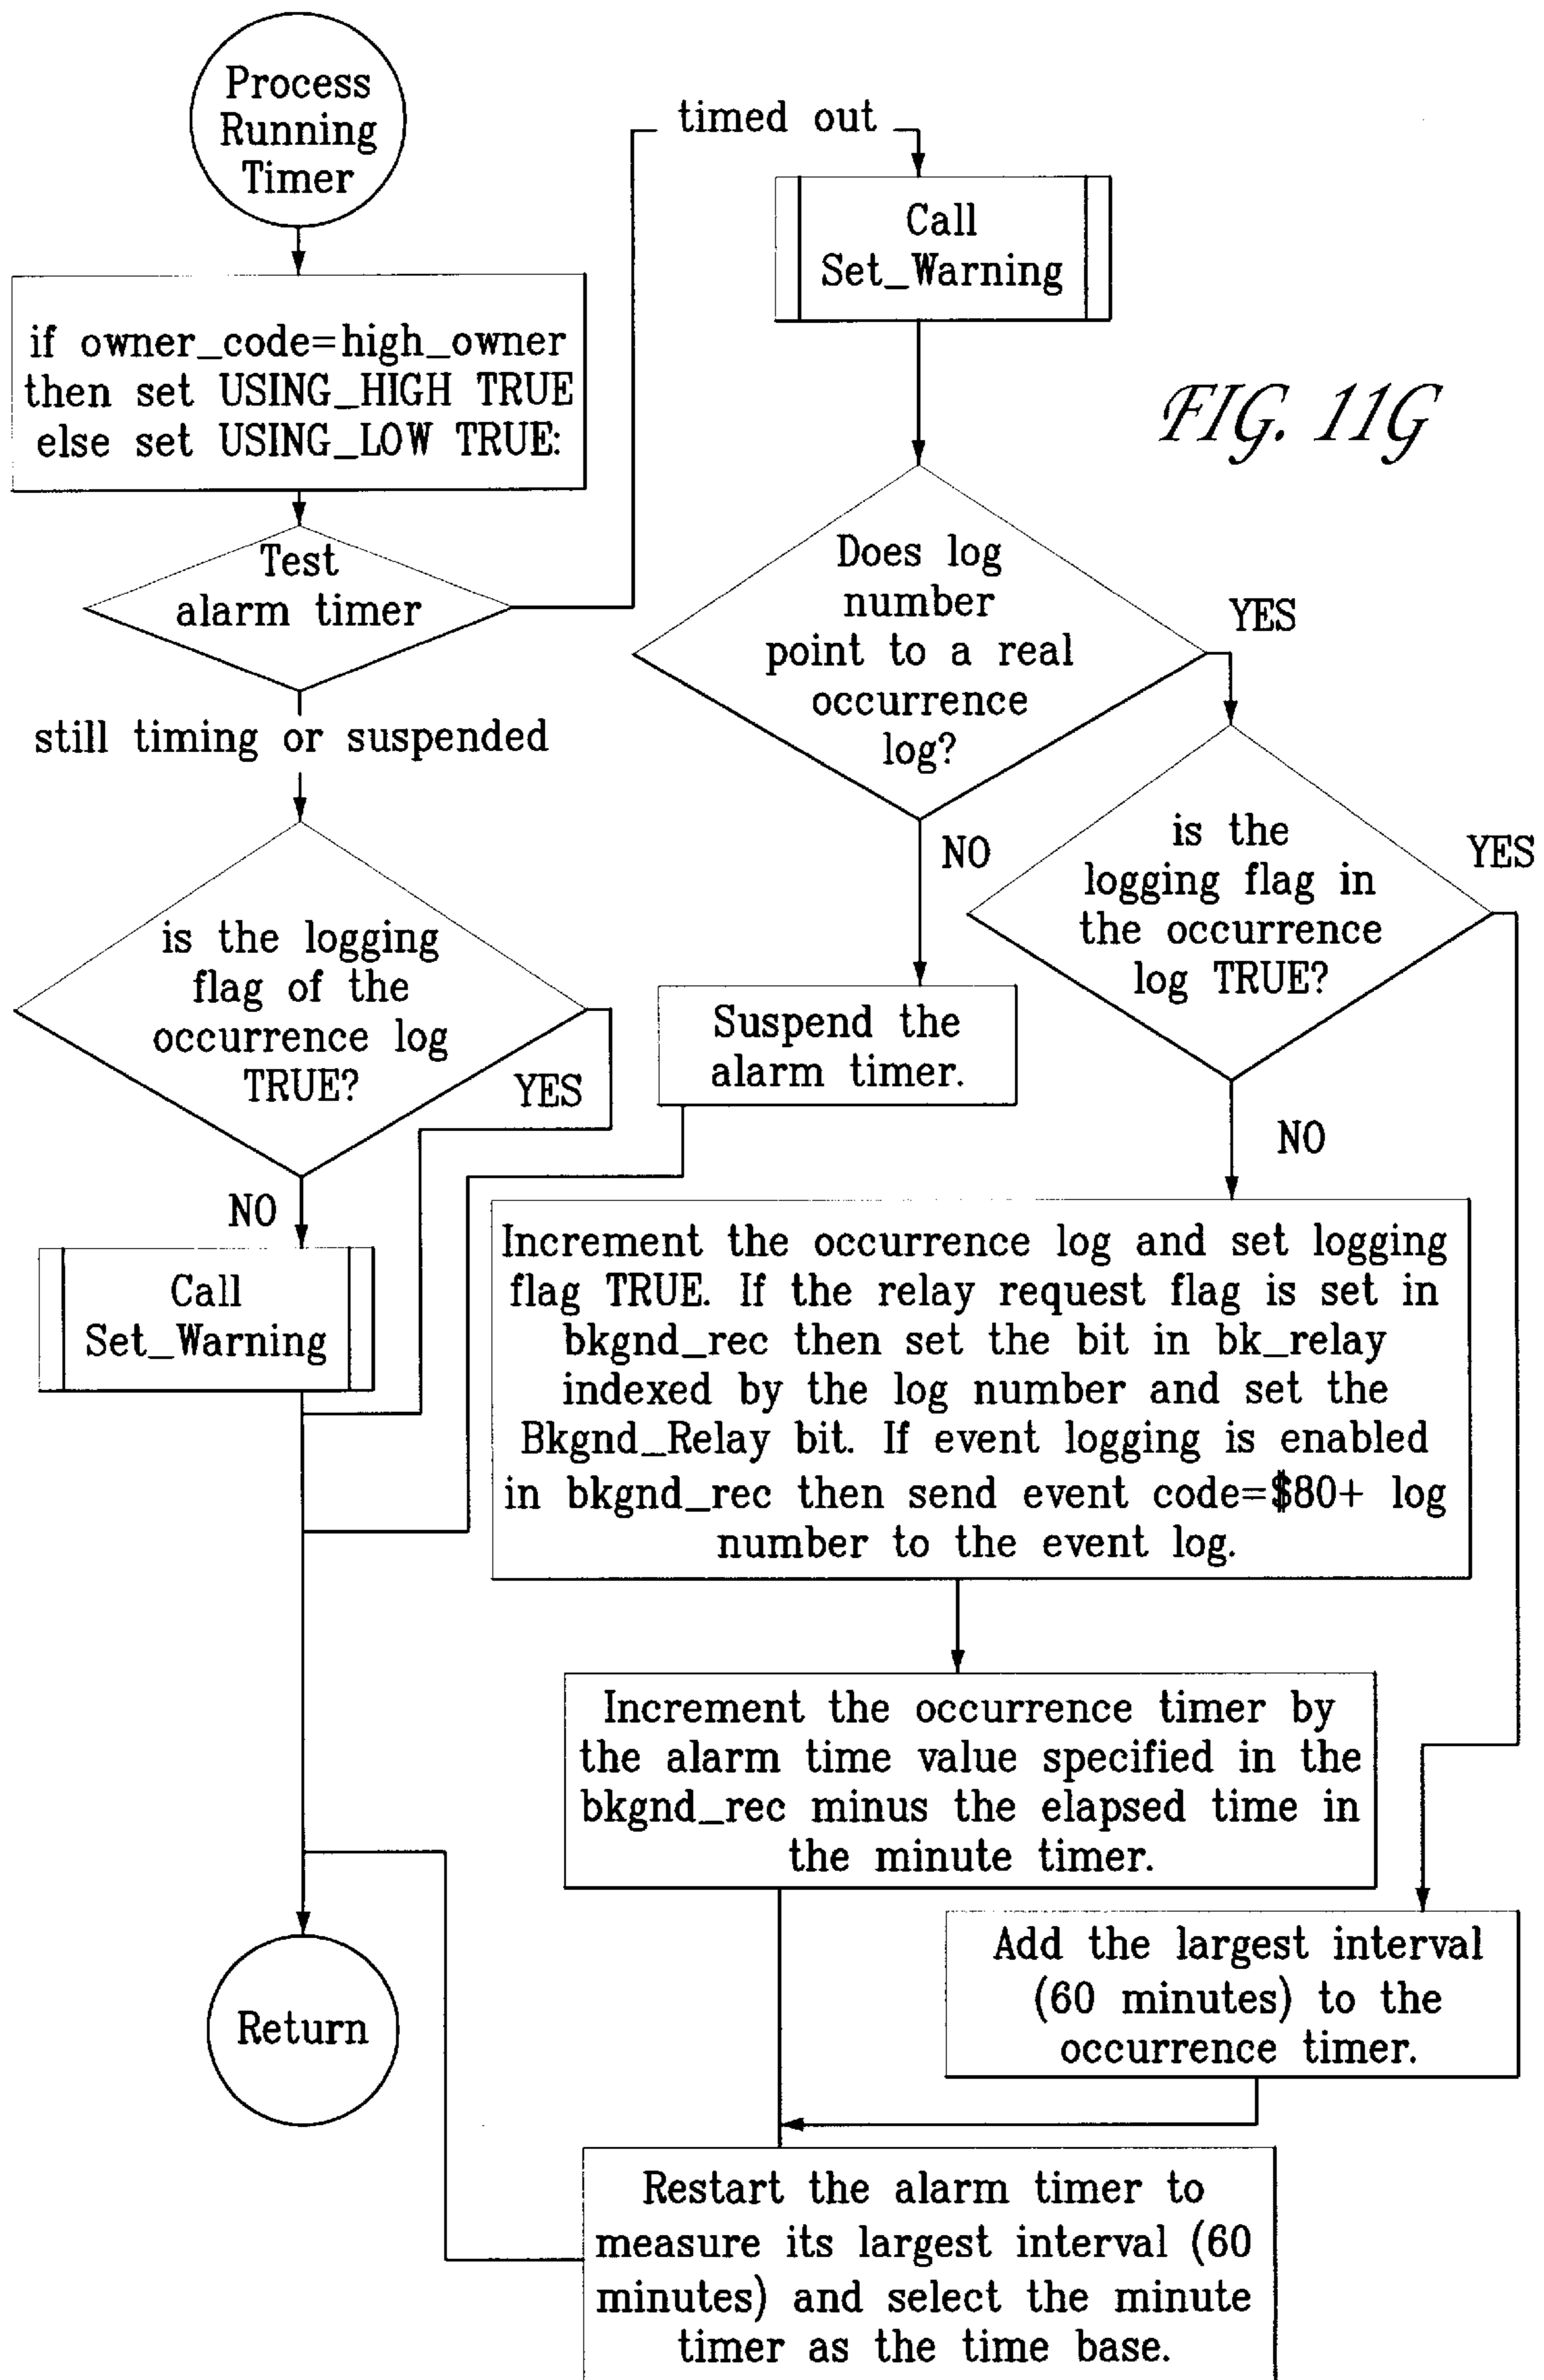 Process
Running
Timer
if owner_code=high_owner
then set USING_HIGH TRUE
else set USING_LOW TRUE:
Test
alarm timer
still timing or suspended
is the logging
flag of the
occurrence log
TRUE?
YES
NO
Call
Set_Warning
Return
timed out
Call
Set_Warning
FIG. 11G
Does log
number
point to a real
occurrence
log?
YES
NO
Suspend the
alarm timer.
is the
logging flag in
the occurrence
log TRUE?
YES
NO
Increment the occurrence log and set logging
flag TRUE. If the relay request flag is set in
bkgnd_rec then set the bit in bk_relay
indexed by the log number and set the
Bkgnd_Relay bit. If event logging is enabled
in bkgnd_rec then send event code=$80+ log
number to the event log.
Increment the occurrence timer by
the alarm time value specified in the
bkgnd_rec minus the elapsed time in
the minute timer.
Add the largest interval
(60 minutes) to the
occurrence timer.
Restart the alarm timer to
measure its largest interval (60
minutes) and select the minute
timer as the time base.